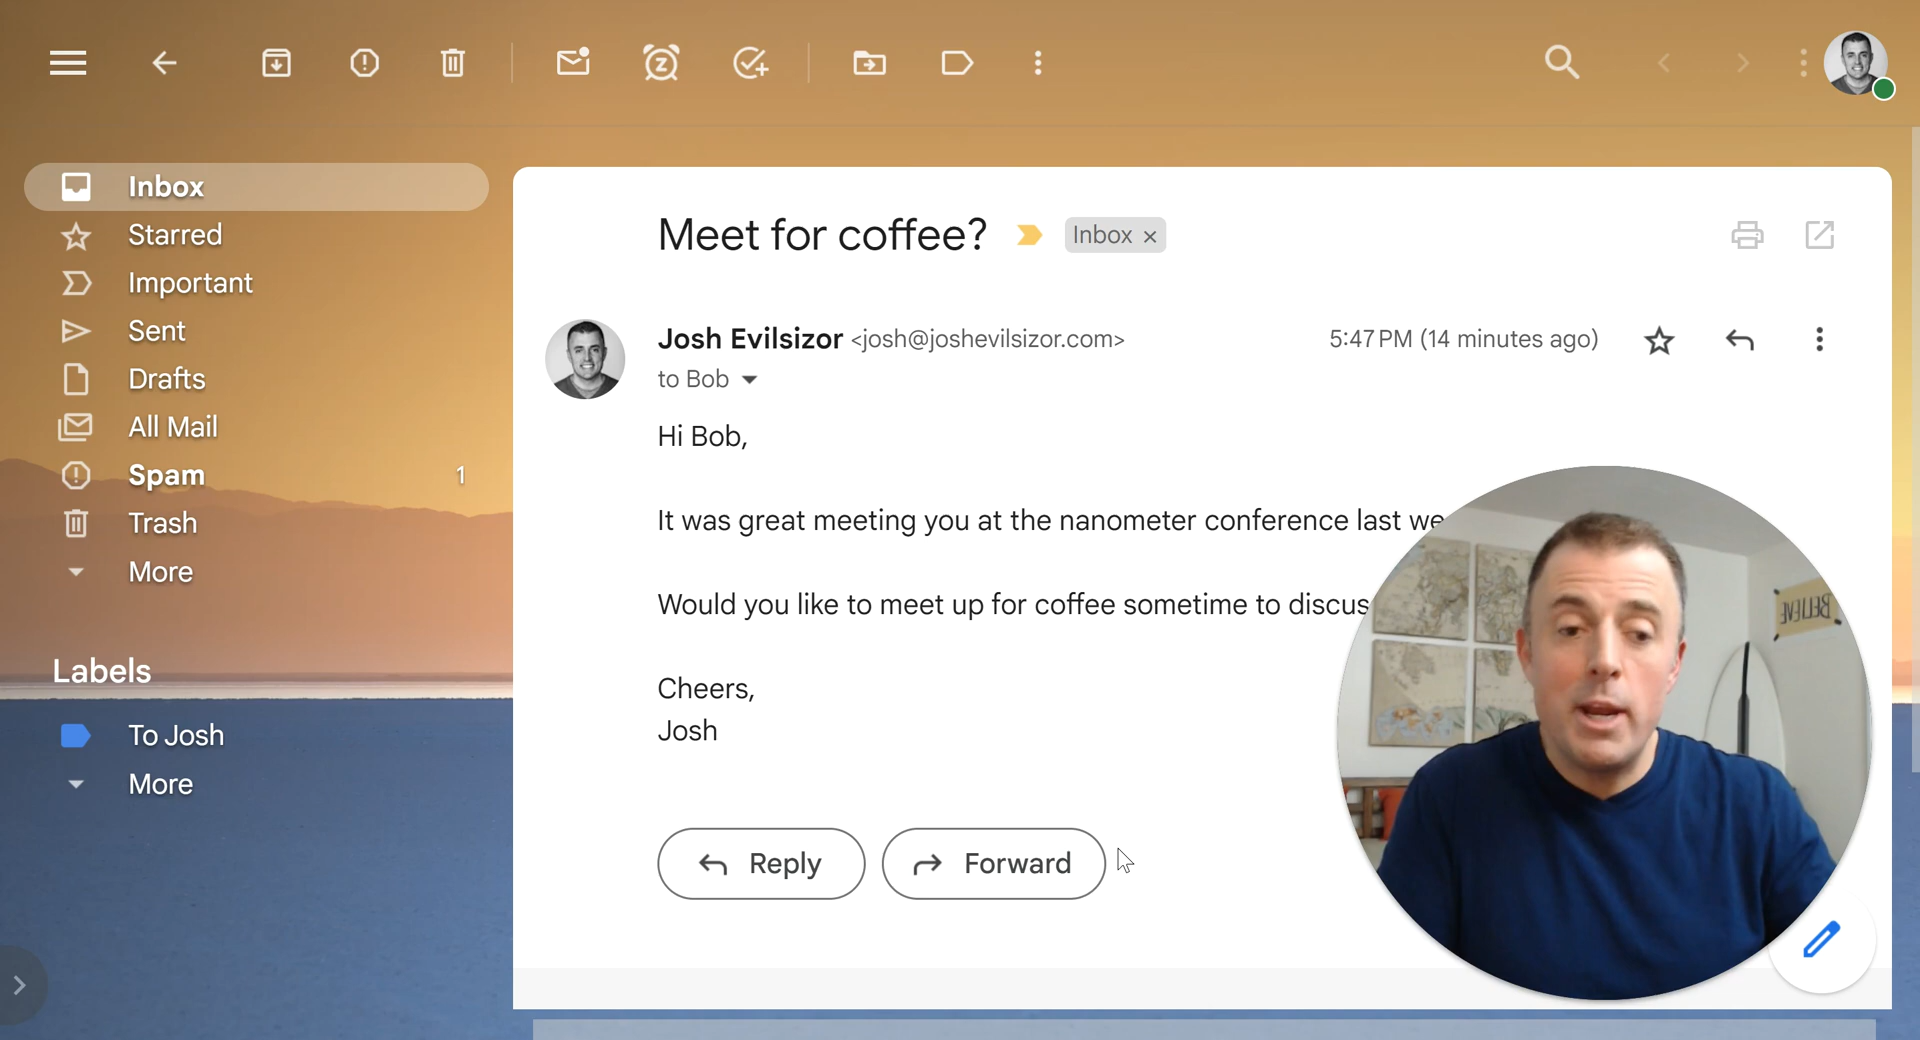 Inbox
Starred
Important
Sent
Drafts
All Mail
Spam 1
Trash
More
Labels
To Josh
More
Meet for coffee? Inbox ×
Josh Evilsizor <josh@joshevilsizor.com> 5:47 PM (14 minutes ago)
to Bob
Hi Bob,
It was great meeting you at the nanometer conference last
Would you like to meet up for coffee sometime to
Cheers,
Josh
Reply Forward
BELIEVE